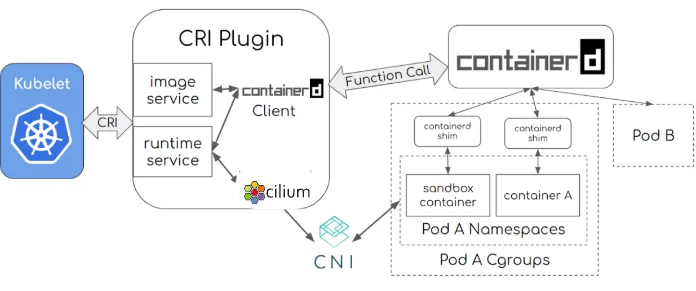 CRI Plugin
Kubelet
CRI
image
service
runtime
service
containerd
Client
cilium
Function Call
containerd
containerd
shim
containerd
shim
Pod B
sandbox
container
container A
Pod A Namespaces
Pod A Cgroups
CNI